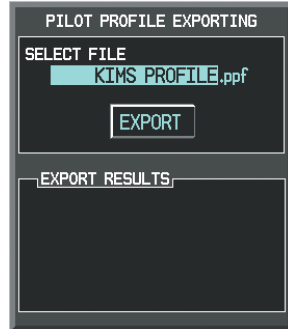 PILOT PROFILE EXPORTING
SELECT FILE
KIMS PROFILE.ppf
EXPORT
EXPORT RESULTS